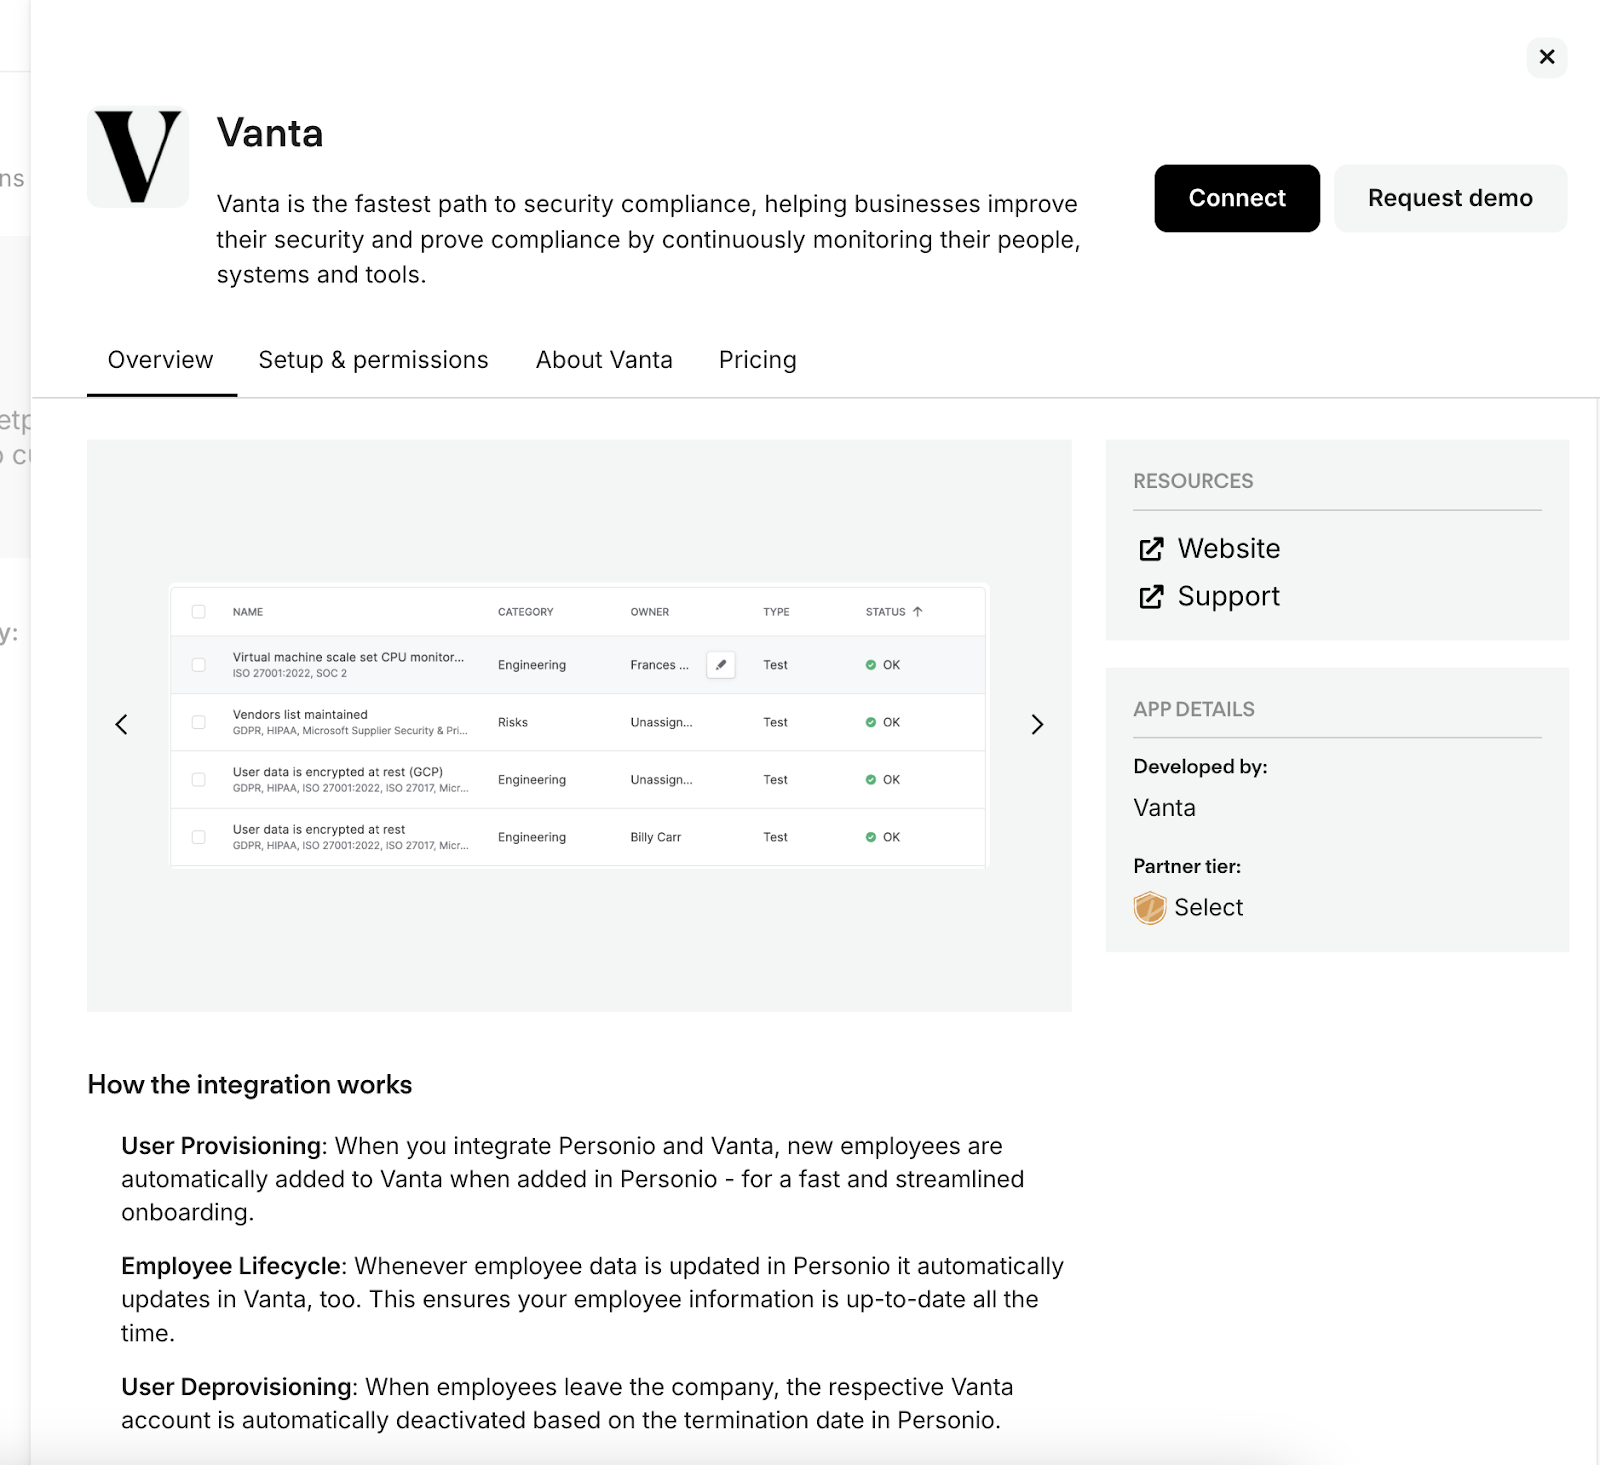 Vanta
Vanta is the fastest path to security compliance, helping businesses improve
their security and prove compliance by continuously monitoring their people,
systems and tools.
Connect
Request demo
Overview
Setup & permissions
About Vanta
Pricing
NAME CATEGORY OWNER TYPE STATUS
Virtual machine scale set CPU monitor... Engineering Frances ... Test OK
ISO 27001:2022, SOC 2
Vendors list maintained Risks Unassign... Test OK
GDPR, HIPAA, Microsoft Supplier Security & Pri...
User data is encrypted at rest (GCP) Engineering Unassign... Test OK
GDPR, HIPAA, ISO 27001:2022, ISO 27017, Micr...
User data is encrypted at rest Engineering Billy Carr Test OK
GDPR, HIPAA, ISO 27001:2022, ISO 27017, Micr...
RESOURCES
Website
Support
APP DETAILS
Developed by:
Vanta
Partner tier:
Select
How the integration works
User Provisioning: When you integrate Personio and Vanta, new employees are
automatically added to Vanta when added in Personio - for a fast and streamlined
onboarding.
Employee Lifecycle: Whenever employee data is updated in Personio it automatically
updates in Vanta, too. This ensures your employee information is up-to-date all the
time.
User Deprovisioning: When employees leave the company, the respective Vanta
account is automatically deactivated based on the termination date in Personio.